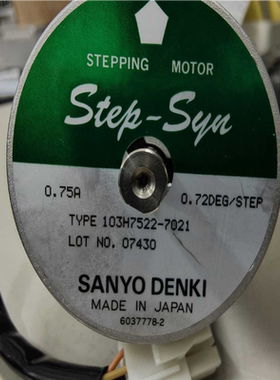 STEPPING MOTOR
Step-Syn
0.75A 0.72DEG/STEP
TYPE 103H7522-7021
LOT NO. 07430
SANYO DENKI
MADE IN JAPAN
6037778-2